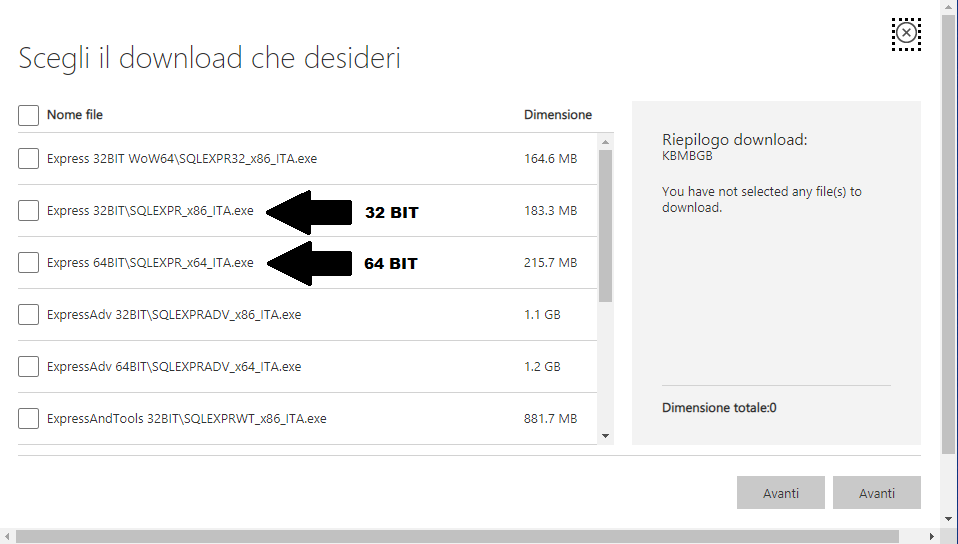 Scegli il download che desideri
Nome file Dimensione
Express 32BIT WoW64\SQLEXPR32_x86_ITA.exe 164.6 MB
Express 32BIT\SQLEXPR_x86_ITA.exe 32 BIT 183.3 MB
Express 64BIT\SQLEXPR_x64_ITA.exe 64 BIT 215.7 MB
ExpressAdv 32BIT\SQLEXPRADV_x86_ITA.exe 1.1 GB
ExpressAdv 64BIT\SQLEXPRADV_x64_ITA.exe 1.2 GB
ExpressAndTools 32BIT\SQLEXPRWT_x86_ITA.exe 881.7 MB
Riepilogo download:
KBMBGB
You have not selected any file(s) to
download.
Dimensione totale:0
Avanti Avanti